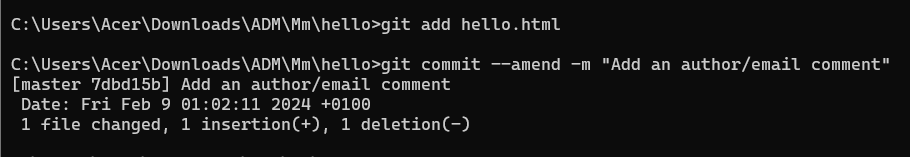 C:\Users\Acer\Downloads\ADM\Mm\hello>git add hello.html
C:\Users\Acer\Downloads\ADM\Mm\hello>git commit --amend -m "Add an author/email comment"
[master 7dbd15b] Add an author/email comment
Date: Fri Feb 9 01:02:11 2024 +0100
1 file changed, 1 insertion(+), 1 deletion(-)